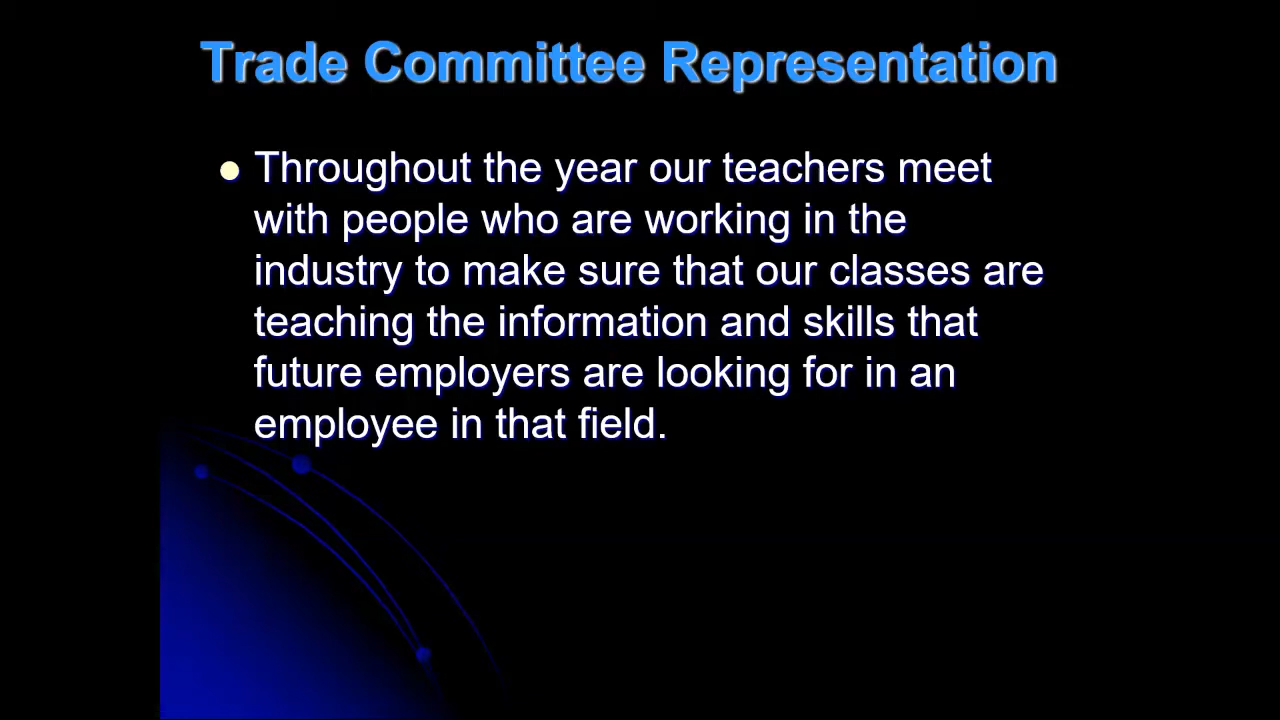 Trade Committee Representation
Throughout the year our teachers meet
with people who are working in the
industry to make sure that our classes are
teaching the information and skills that
future employers are looking for in an
employee in that field.